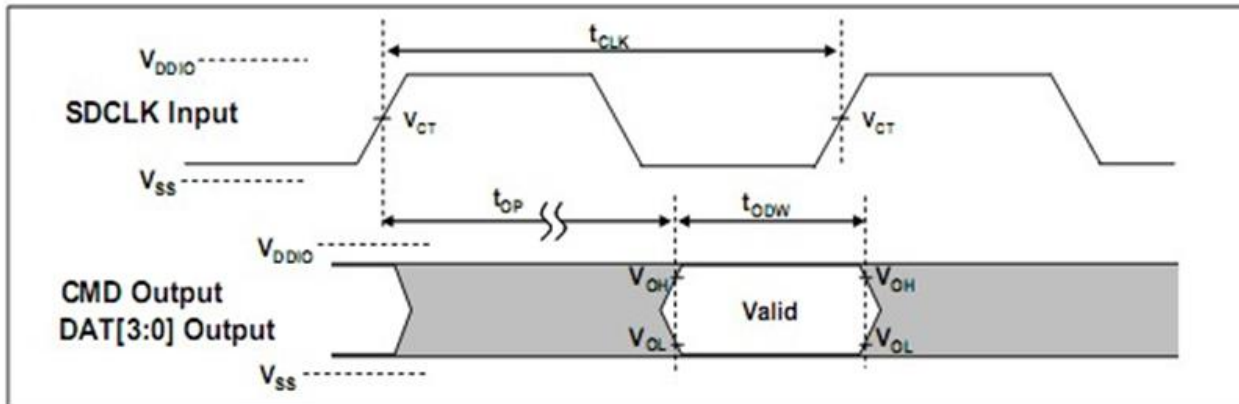 tCLK
VDDIO
SDCLK Input
VCT
VCT
VSS
tOP
tODW
VDDIO
CMD Output
DAT[3:0] Output
VOH
VOH
Valid
VOL
VOL
VSS